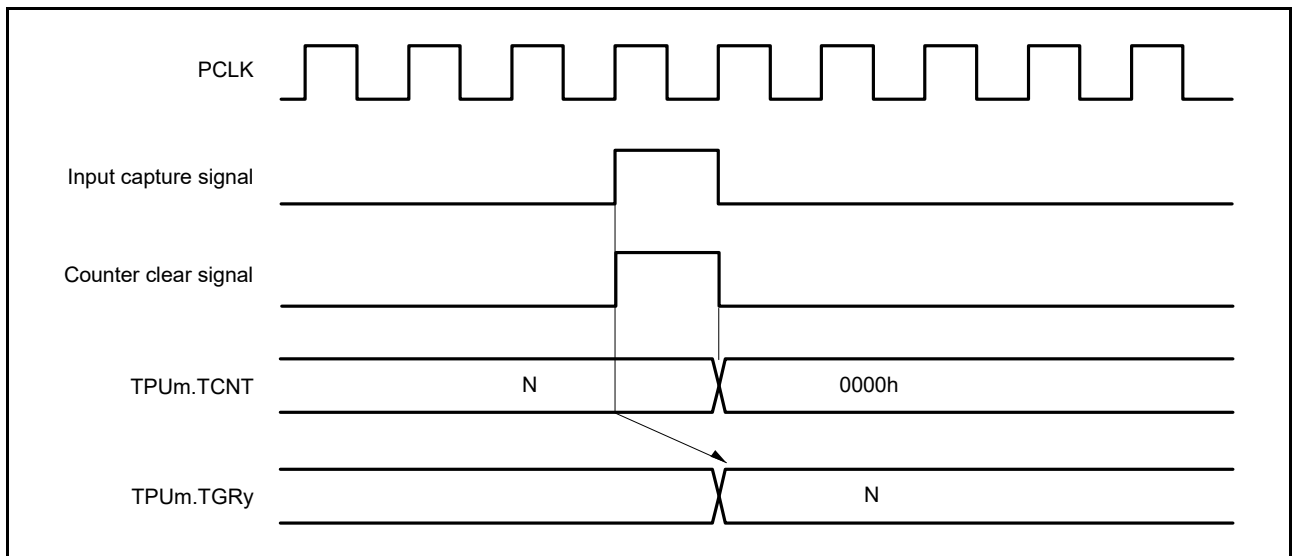 PCLK
Input capture signal
Counter clear signal
TPUm.TCNT
N
0000h
TPUm.TGRy
N